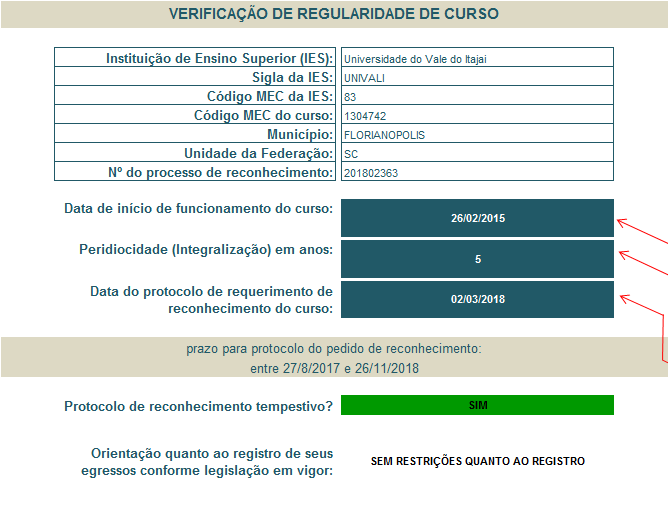 VERIFICAÇÃO DE REGULARIDADE DE CURSO
Instituição de Ensino Superior (IES): Universidade do Vale do Itajai
Sigla da IES: UNIVALI
Código MEC da IES: 83
Código MEC do curso: 1304742
Município: FLORIANOPOLIS
Unidade da Federação: SC
Nº do processo de reconhecimento: 201802363
Data de início de funcionamento do curso: 26/02/2015
Peridiocidade (Integralização) em anos: 5
Data do protocolo de requerimento de
reconhecimento do curso: 02/03/2018
prazo para protocolo do pedido de reconhecimento:
entre 27/8/2017 e 26/11/2018
Protocolo de reconhecimento tempestivo? SIM
Orientação quanto ao registro de seus
egressos conforme legislação em vigor: SEM RESTRIÇÕES QUANTO AO REGISTRO